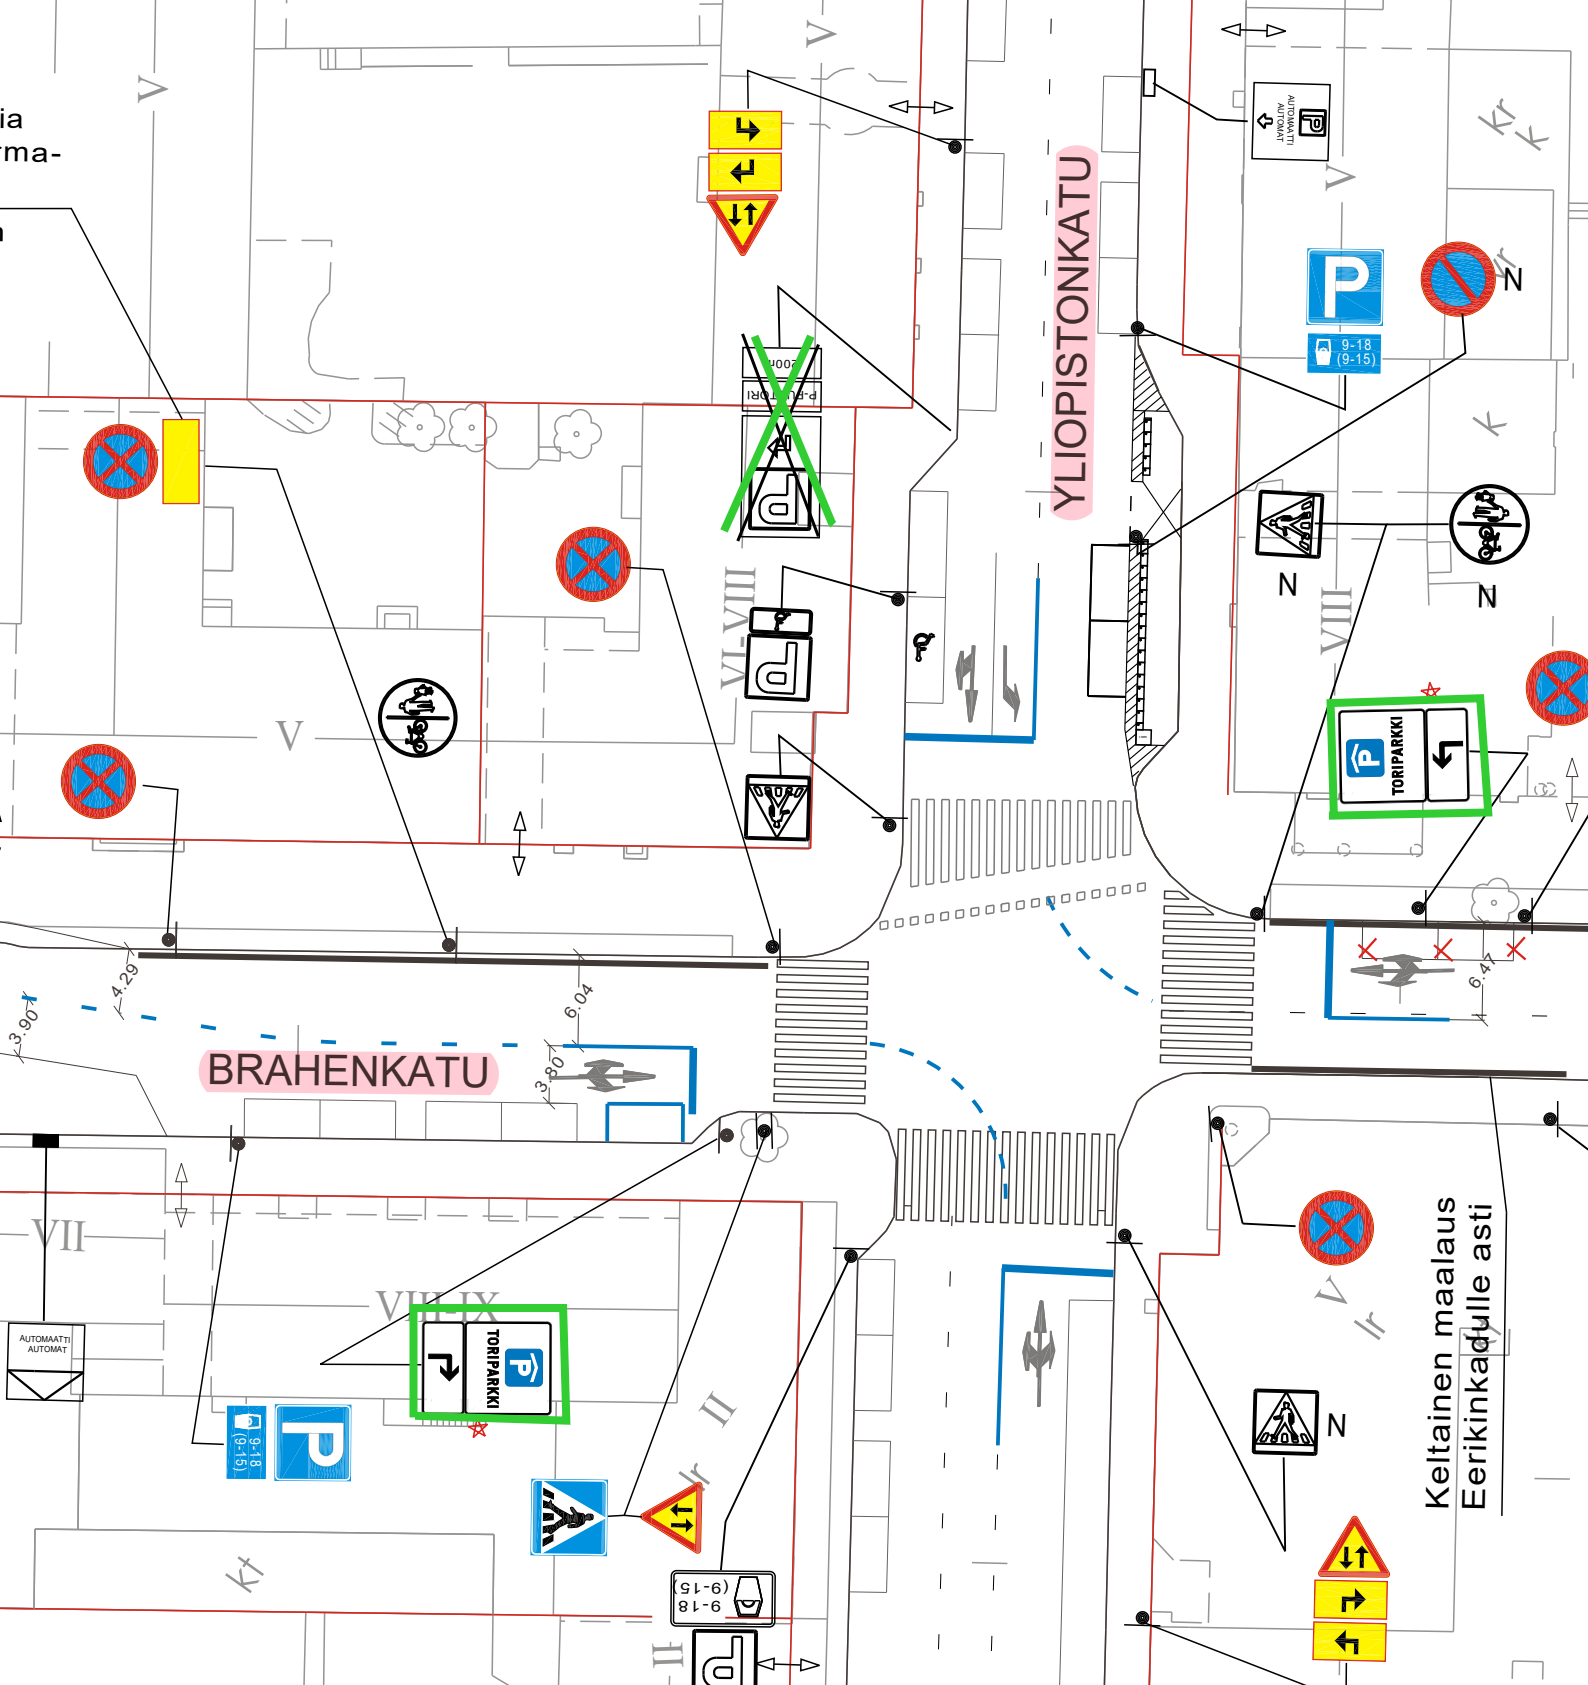 ia
rma-
V
V
AUTOMAATTI
AUTOMAT
P
kr
k
V
YLIOPISTONKATU
P
9-18
(9-15)
N
k
P
N
N
VI-VIII
VIII
P
V
P
TORIPARKKI
4.29
3.90
6.04
3.80
6.47
BRAHENKATU
VII
VIII-IX
AUTOMAATTI
AUTOMAT
TORIPARKKI
P
P
9-18
(9-15)
II
lr
kt
9-18
(9-15)
P
II
V
lr
N
Keltainen maalaus
Eerikinkadulle asti